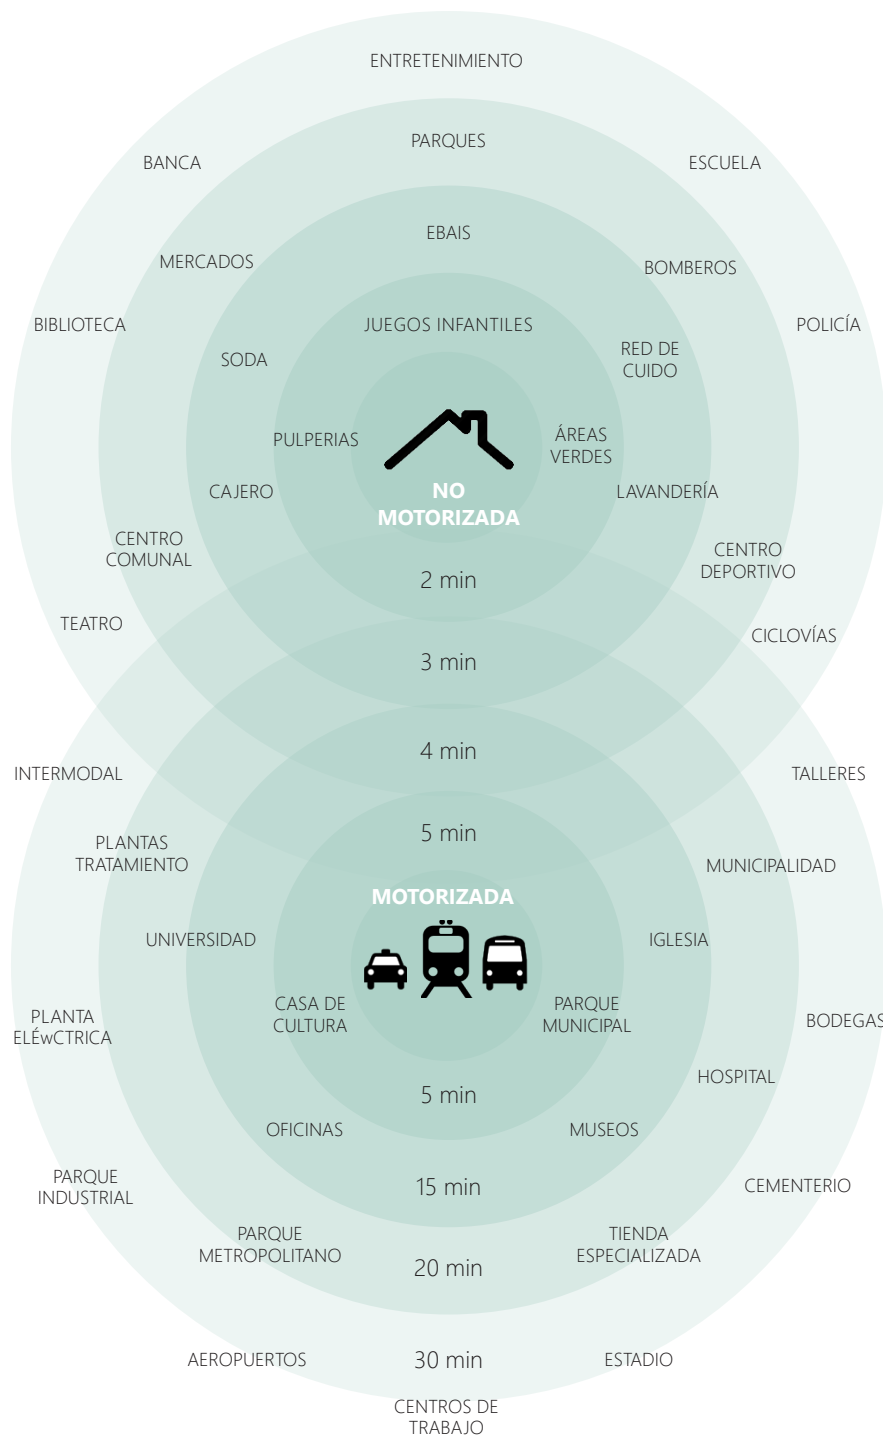 ENTRETENIMIENTO
PARQUES
BANCA
ESCUELA
EBAIS
MERCADOS
BOMBEROS
BIBLIOTECA
JUEGOS INFANTILES
POLICÍA
SODA
RED DE
CUIDO
PULPERIAS
ÁREAS
VERDES
CAJERO
NO
MOTORIZADA
LAVANDERÍA
CENTRO
COMUNAL
CENTRO
DEPORTIVO
2 min
TEATRO
CICLOVÍAS
3 min
4 min
INTERMODAL
TALLERES
5 min
PLANTAS
TRATAMIENTO
MUNICIPALIDAD
MOTORIZADA
UNIVERSIDAD
IGLESIA
CASA DE
CULTURA
PARQUE
MUNICIPAL
PLANTA
ELÉwCTRICA
BODEGAS
HOSPITAL
5 min
OFICINAS
MUSEOS
PARQUE
INDUSTRIAL
15 min
CEMENTERIO
PARQUE
METROPOLITANO
TIENDA
ESPECIALIZADA
20 min
AEROPUERTOS
30 min
ESTADIO
CENTROS DE
TRABAJO